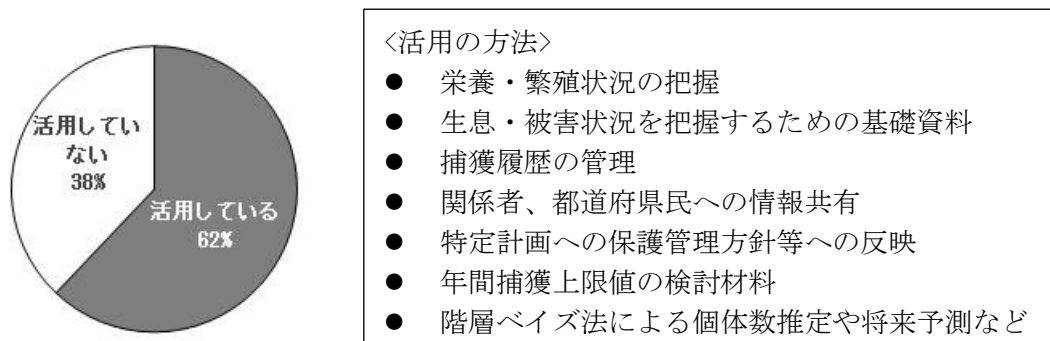 活用してい
ない
38%
活用している
62%
<活用の方法>
● 栄養・繁殖状況の把握
● 生息・被害状況を把握するための基礎資料
● 捕獲履歴の管理
● 関係者、都道府県民への情報共有
● 特定計画への保護管理方針等への反映
● 年間捕獲上限値の検討材料
● 階層ベイズ法による個体数推定や将来予測など